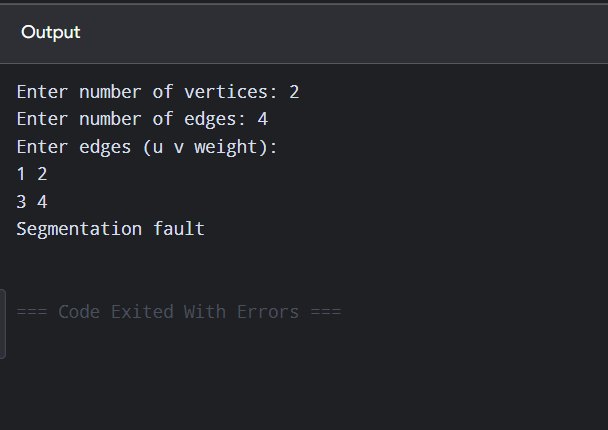 Output
Enter number of vertices: 2
Enter number of edges: 4
Enter edges (u v weight):
1 2
3 4
Segmentation fault
=== Code Exited With Errors ===